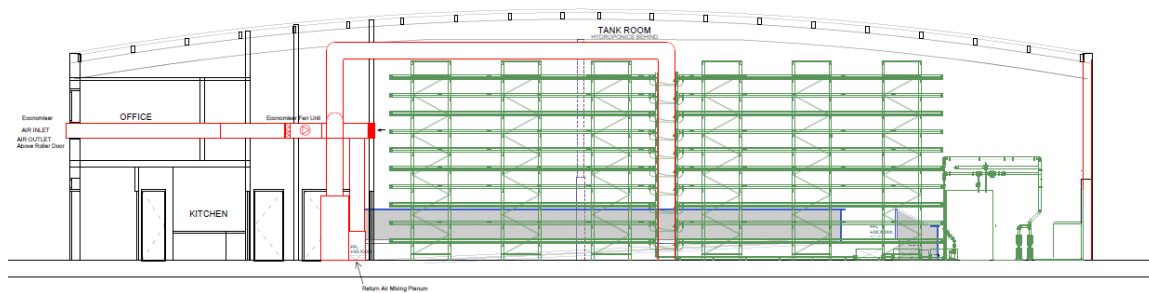 TANK ROOM
HYDROPONICS BEHIND
Economiser
OFFICE
Economiser Fan Unit
AIR INLET
AIR OUTLET
Above Roller Door
KITCHEN
Return Air Mixing Plenum